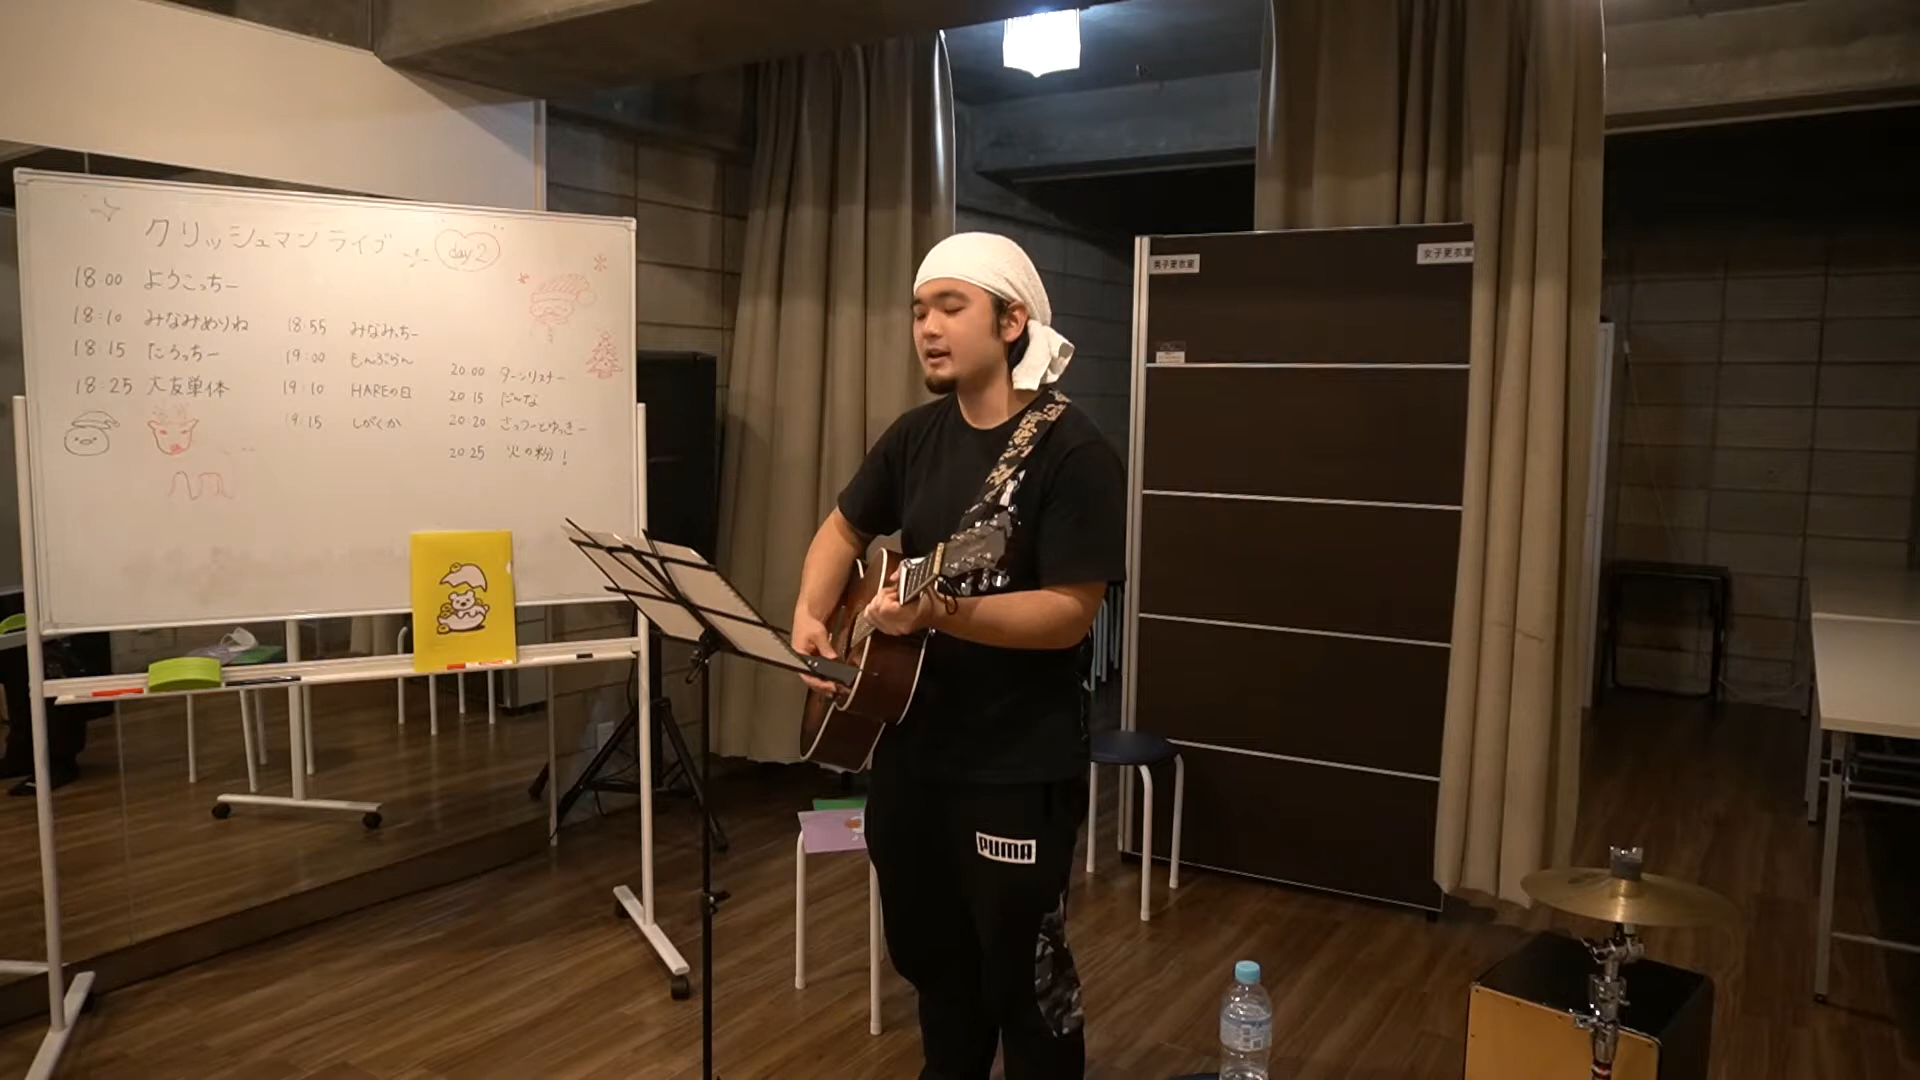 クリッシュマンライブ day2
18:00 ようこっちー
18:10 みなみめりね
18:15 たろっちー
18:25 大友単体
18:55 みなみっちー
19:00 もんぶらん
19:10 HAREの日
19:15 しがくか
20:00 ターンリスナー
20:15 だ〜な
20:20 さっつーとゆっきー
20:25 火の粉!
男子更衣室
女子更衣室
PUMA